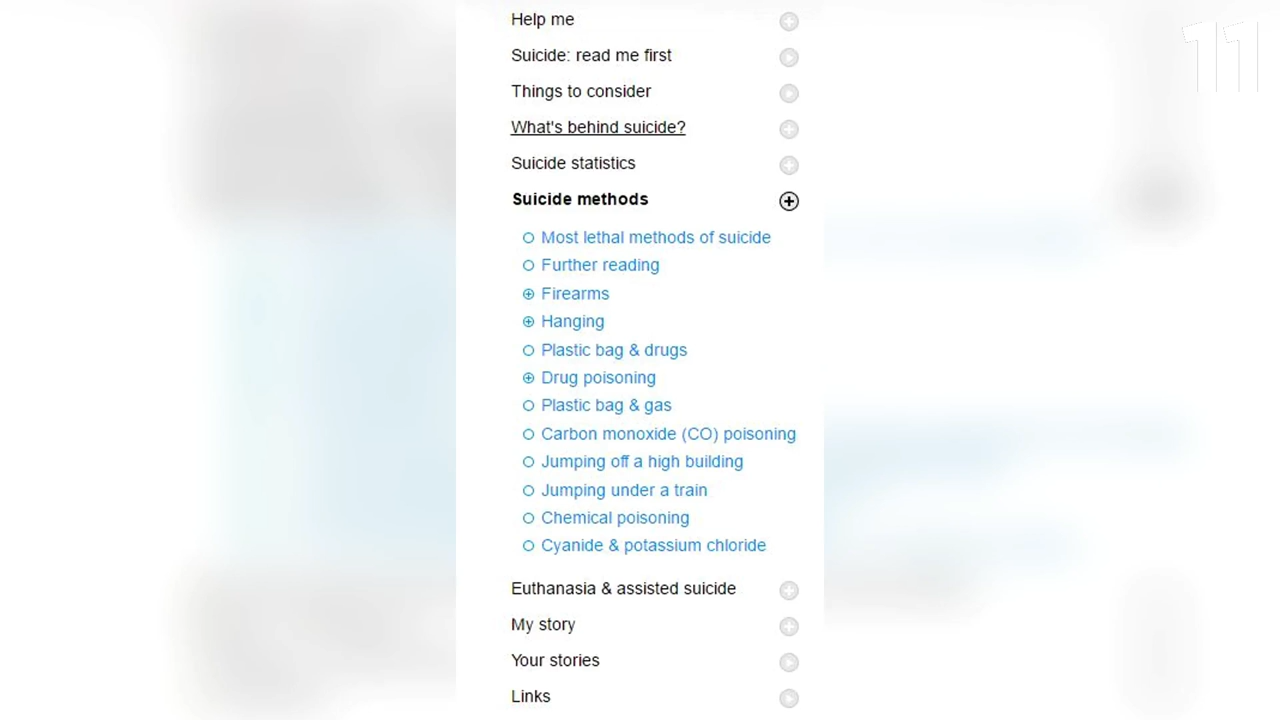 11
Help me
Suicide: read me first
Things to consider
What's behind suicide?
Suicide statistics
Suicide methods
Most lethal methods of suicide
Further reading
Firearms
Hanging
Plastic bag & drugs
Drug poisoning
Plastic bag & gas
Carbon monoxide (CO) poisoning
Jumping off a high building
Jumping under a train
Chemical poisoning
Cyanide & potassium chloride
Euthanasia & assisted suicide
My story
Your stories
Links